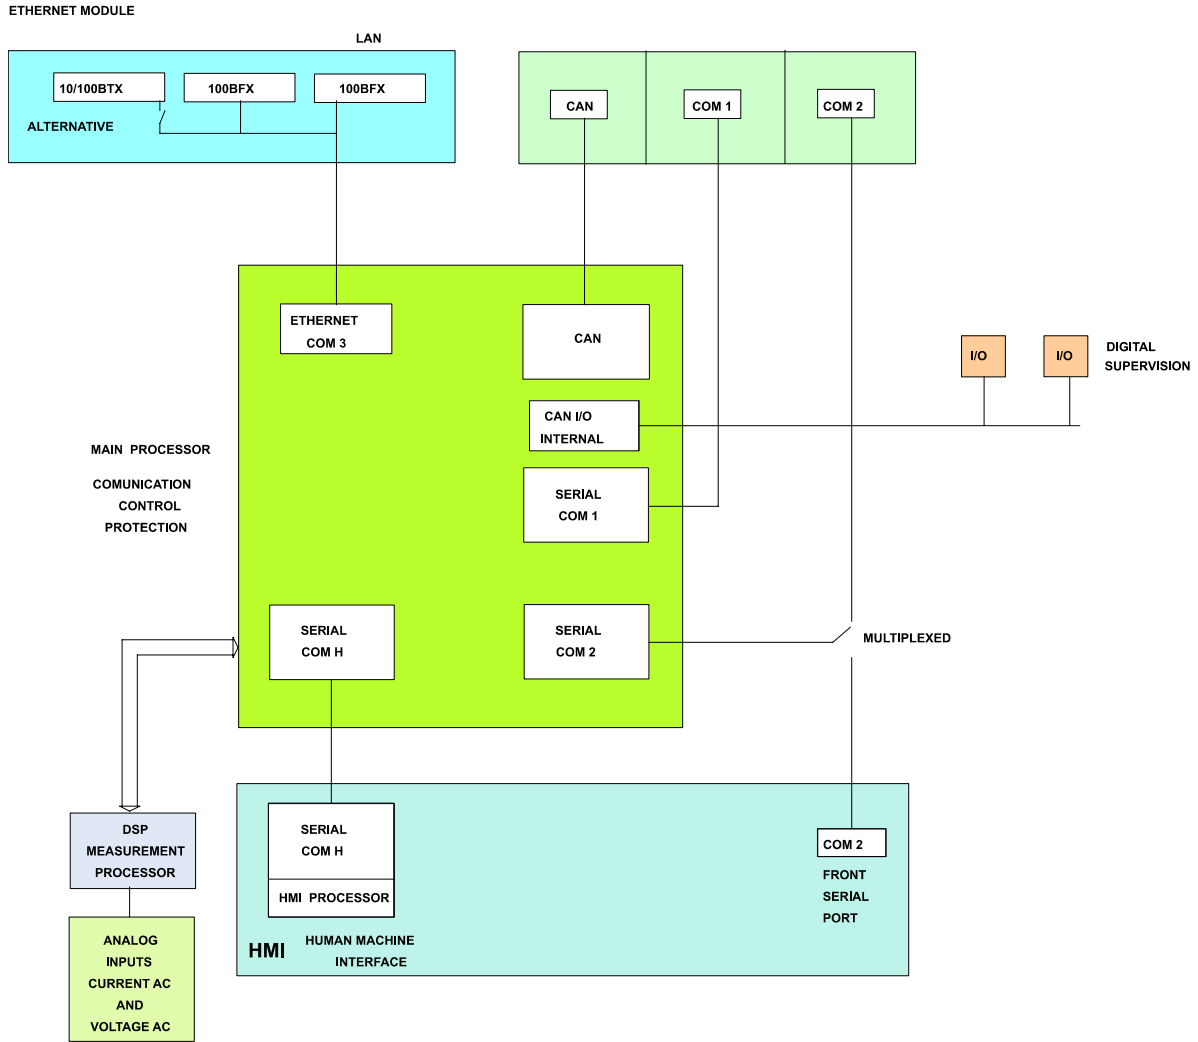 ETHERNET MODULE
LAN
10/100BTX
100BFX
100BFX
ALTERNATIVE
CAN
COM 1
COM 2
ETHERNET
COM 3
CAN
CAN I/O
INTERNAL
SERIAL
COM 1
I/O
I/O
DIGITAL
SUPERVISION
MAIN PROCESSOR
COMUNICATION
CONTROL
PROTECTION
SERIAL
COM H
SERIAL
COM 2
MULTIPLEXED
DSP
MEASUREMENT
PROCESSOR
ANALOG
INPUTS
CURRENT AC
AND
VOLTAGE AC
SERIAL
COM H
HMI PROCESSOR
HMI
HUMAN MACHINE
INTERFACE
COM 2
FRONT
SERIAL
PORT